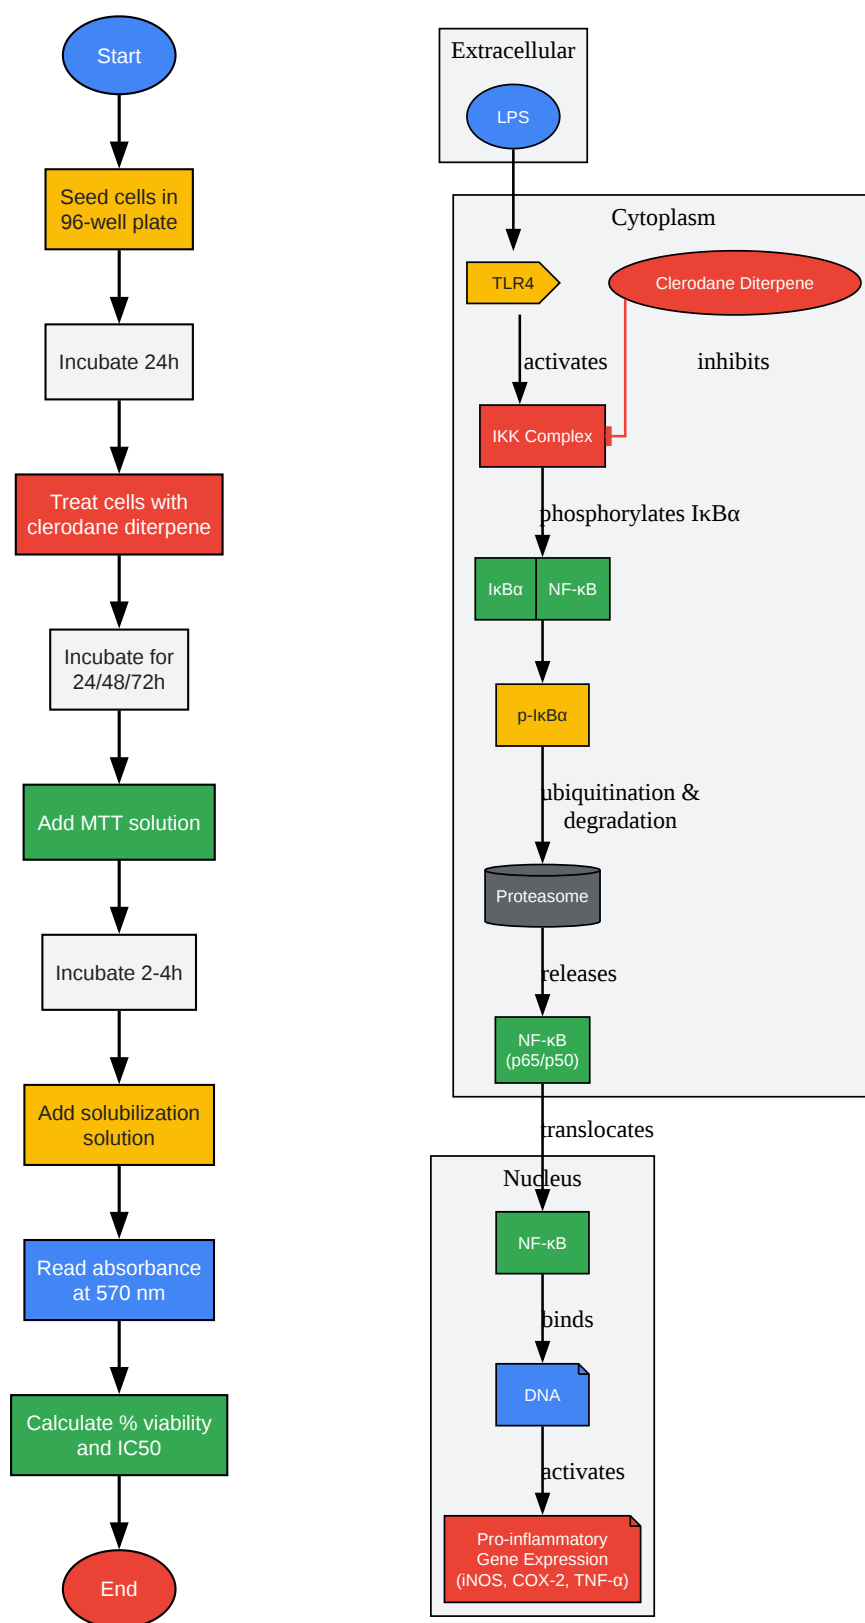 Start
Seed cells in
96-well plate
Incubate 24h
Treat cells with
clerodane diterpene
Incubate for
24/48/72h
Add MTT solution
Incubate 2-4h
Add solubilization
solution
Read absorbance
at 570 nm
Calculate % viability
and IC50
End
Extracellular
LPS
Cytoplasm
TLR4
Clerodane Diterpene
activates
inhibits
IKK Complex
phosphorylates IκBα
IκBα
NF-κB
p-IκBα
ubiquitination &
degradation
Proteasome
releases
NF-κB
(p65/p50)
translocates
Nucleus
NF-κB
binds
DNA
activates
Pro-inflammatory
Gene Expression
(iNOS, COX-2, TNF-α)